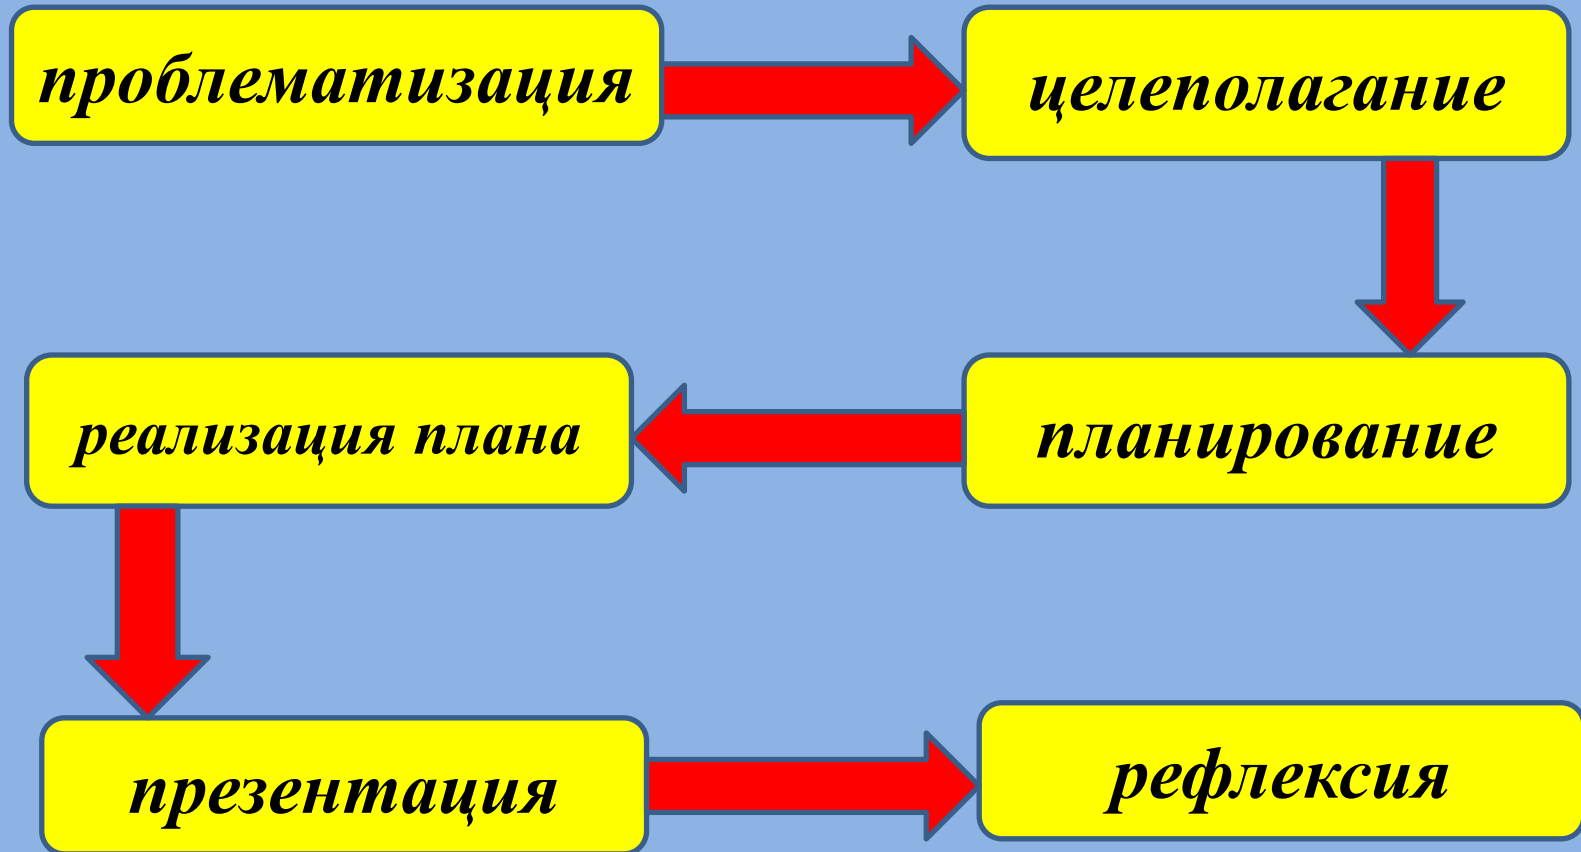 проблематизация
целеполагание
планирование
реализация плана
презентация
рефлексия